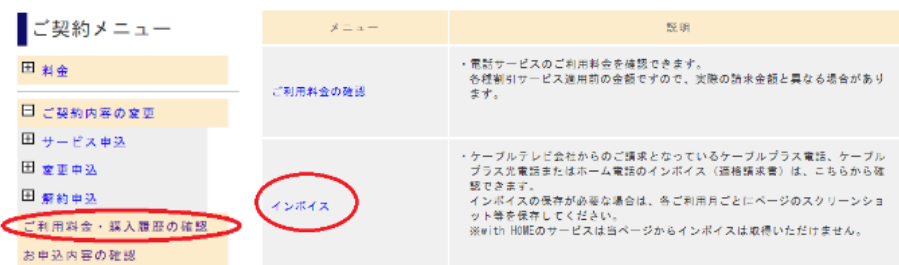 ご契約メニュー
料金
ご契約内容の変更
サービス申込
変更申込
解約申込
ご利用料金・購入履歴の確認
お申込内容の確認
メニュー
説明
ご利用料金の確認
・電話サービスのご利用料金を確認できます。
各種割引サービス適用前の金額ですので、実際の請求金額と異なる場合があり
ます。
インボイス
・ケーブルテレビ会社からのご請求となっているケーブルプラス電話、ケーブル
プラス光電話またはホーム電話のインボイス（適格請求書）は、こちらから確
認できます。
インボイスの保存が必要な場合は、各ご利用月ごとにページのスクリーンショ
ット等を保存してください。
※with HOMEのサービスは当ページからインボイスは取得いただけません。